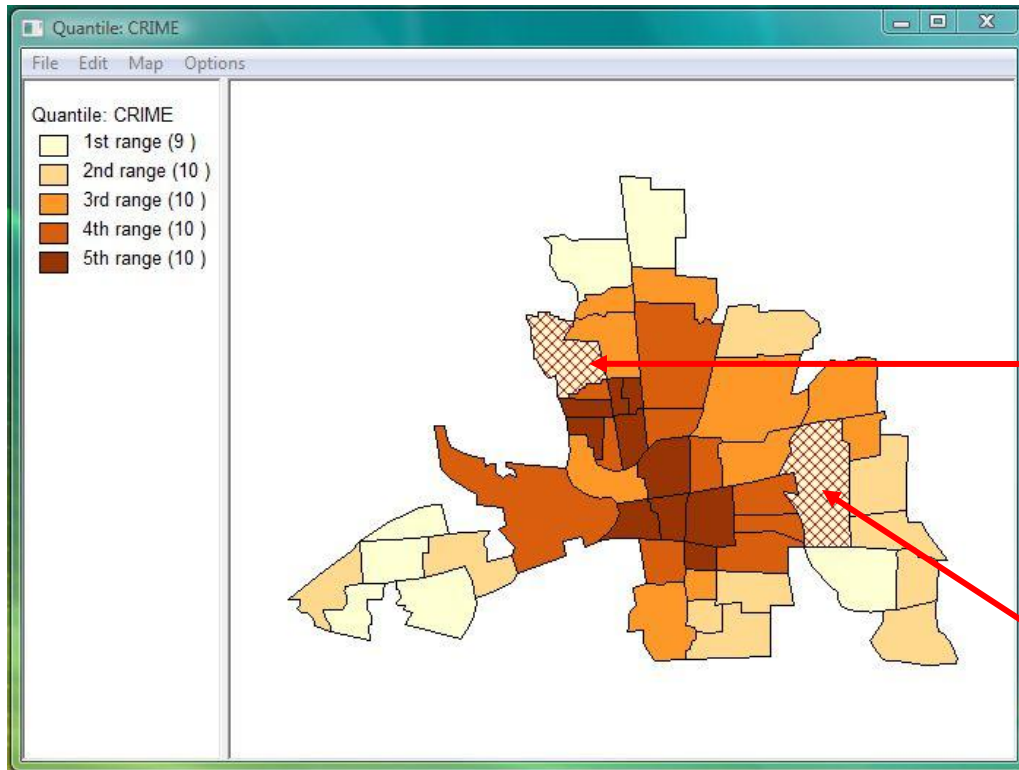 Quantile: CRIME
File Edit Map Options
Quantile: CRIME
1st range (9 )
2nd range (10 )
3rd range (10 )
4th range (10 )
5th range (10 )